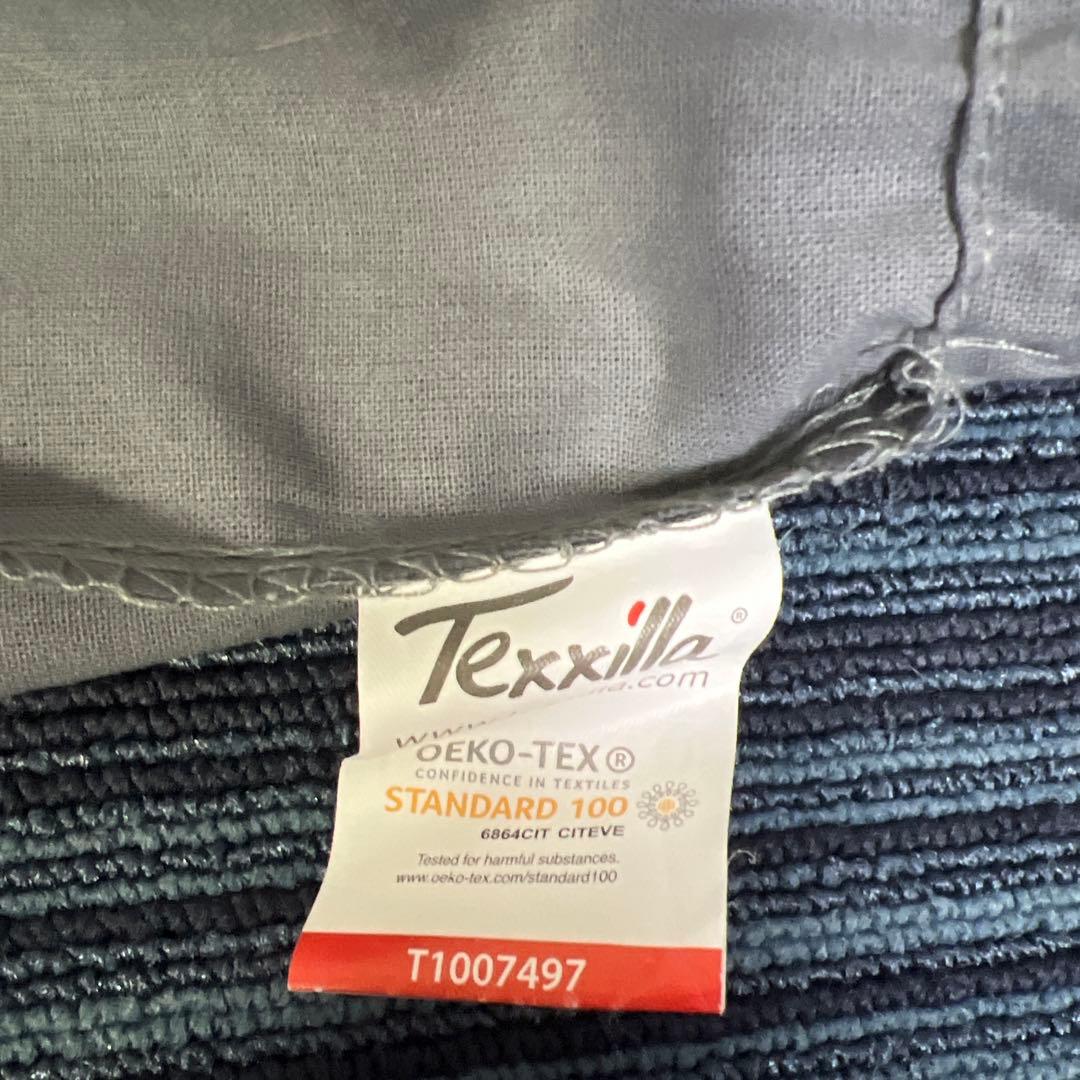 Texxilla ®
.com
OEKO-TEX®
CONFIDENCE IN TEXTILES
STANDARD 100
6864CIT CITEVE
Tested for harmful substances.
www.oeko-tex.com/standard100
T1007497